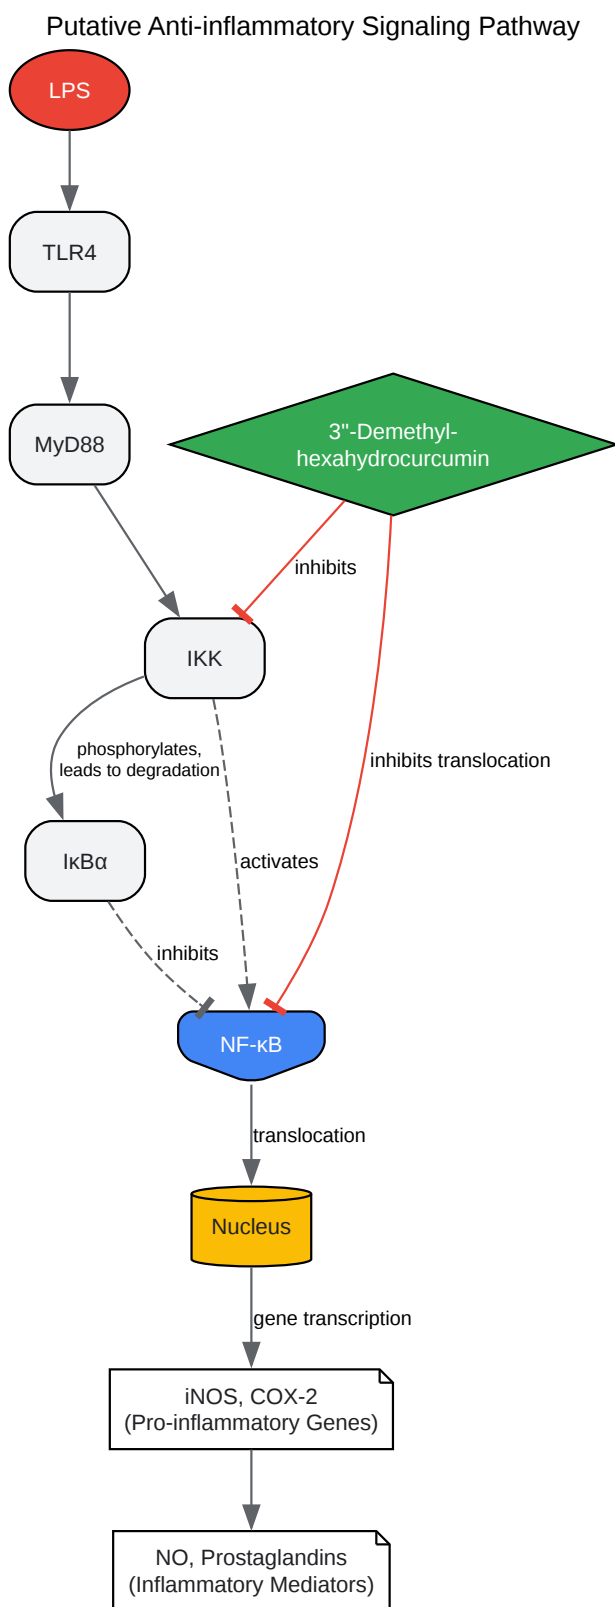 Putative Anti-inflammatory Signaling Pathway
LPS
TLR4
MyD88
3"-Demethyl-
hexahydrocurcumin
inhibits
IKK
phosphorylates,
leads to degradation
inhibits translocation
IκBα
activates
inhibits
NF-κB
translocation
Nucleus
gene transcription
iNOS, COX-2
(Pro-inflammatory Genes)
NO, Prostaglandins
(Inflammatory Mediators)